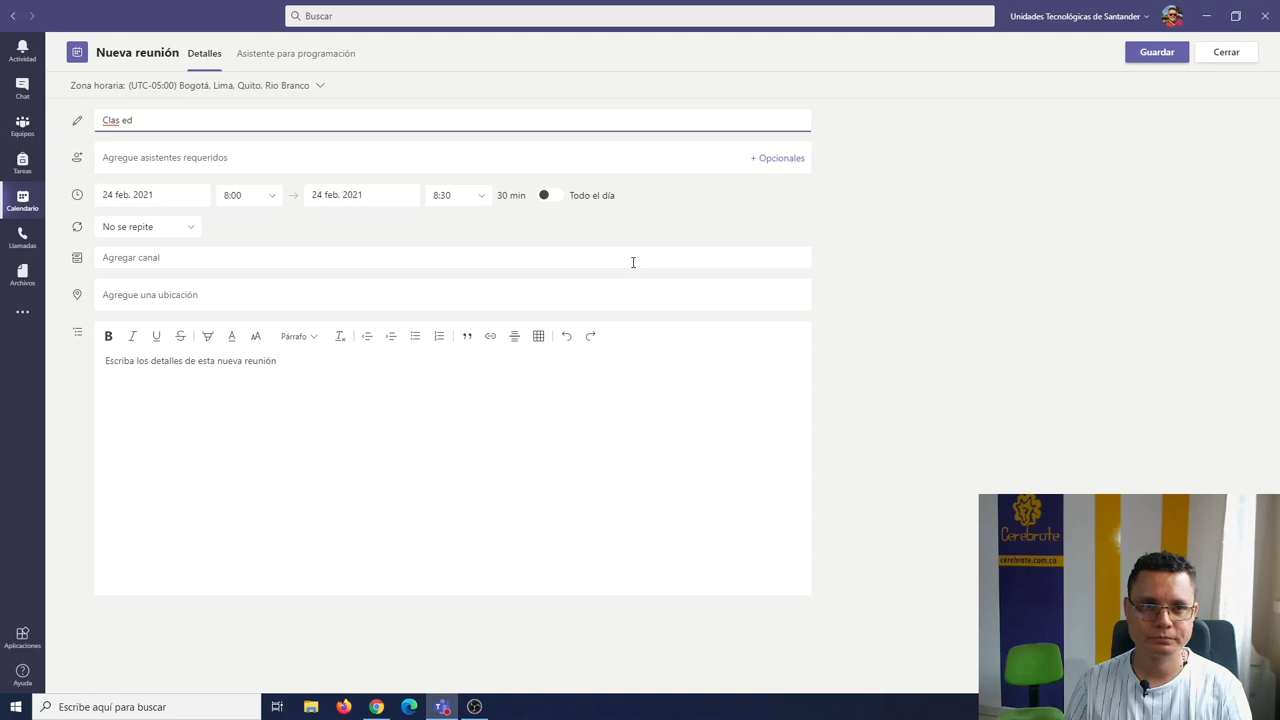 Buscar
Unidades Tecnológicas de Santander
Actividad
Chat
Equipos
Tareas
Calendario
Llamadas
Archivos
Aplicaciones
Ayuda
Nueva reunión Detalles Asistente para programación
Guardar Cerrar
Zona horaria: (UTC-05:00) Bogotá, Lima, Quito, Rio Branco
Clas ed
Agregue asistentes requeridos + Opcionales
24 feb. 2021 8:00 → 24 feb. 2021 8:30 30 min Todo el día
No se repite
Agregar canal
Agregue una ubicación
B I U S A AA Párrafo
Escriba los detalles de esta nueva reunión
Cerebrote
cerebrote.com.co
Escribe aquí para buscar